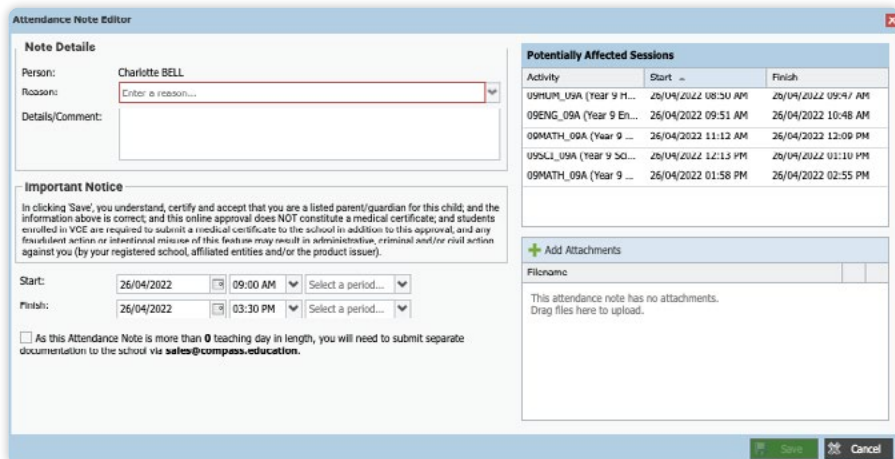 Attendance Note Editor
Note Details
Person: Charlotte BELL
Reason: Enter a reason...
Details/Comment:
Important Notice
In clicking 'Save', you understand, certify and accept that you are a listed parent/guardian for this child; and the
information above is correct; and this online approval does NOT constitute a medical certificate; and students
enrolled in VCE are required to submit a medical certificate to the school in addition to this approval, and any
fraudulent action or intentional misuse of this feature may result in administrative, criminal and/or civil action
against you (by your registered school, affiliated entities and/or the product issuer).
Start: 26/04/2022 09:00 AM Select a period...
Finish: 26/04/2022 03:30 PM Select a period...
As this Attendance Note is more than 0 teaching day in length, you will need to submit separate
documentation to the school via sales@compass.education.
Potentially Affected Sessions
Activity Start Finish
09HUM_09A (Year 9 H... 26/04/2022 08:50 AM 26/04/2022 09:47 AM
09ENG_09A (Year 9 En... 26/04/2022 09:51 AM 26/04/2022 10:48 AM
09MATH_09A (Year 9 ... 26/04/2022 11:12 AM 26/04/2022 12:09 PM
09SCI_09A (Year 9 Sci... 26/04/2022 12:13 PM 26/04/2022 01:10 PM
09MATH_09A (Year 9 ... 26/04/2022 01:58 PM 26/04/2022 02:55 PM
Add Attachments
Filename
This attendance note has no attachments.
Drag files here to upload.
Save Cancel